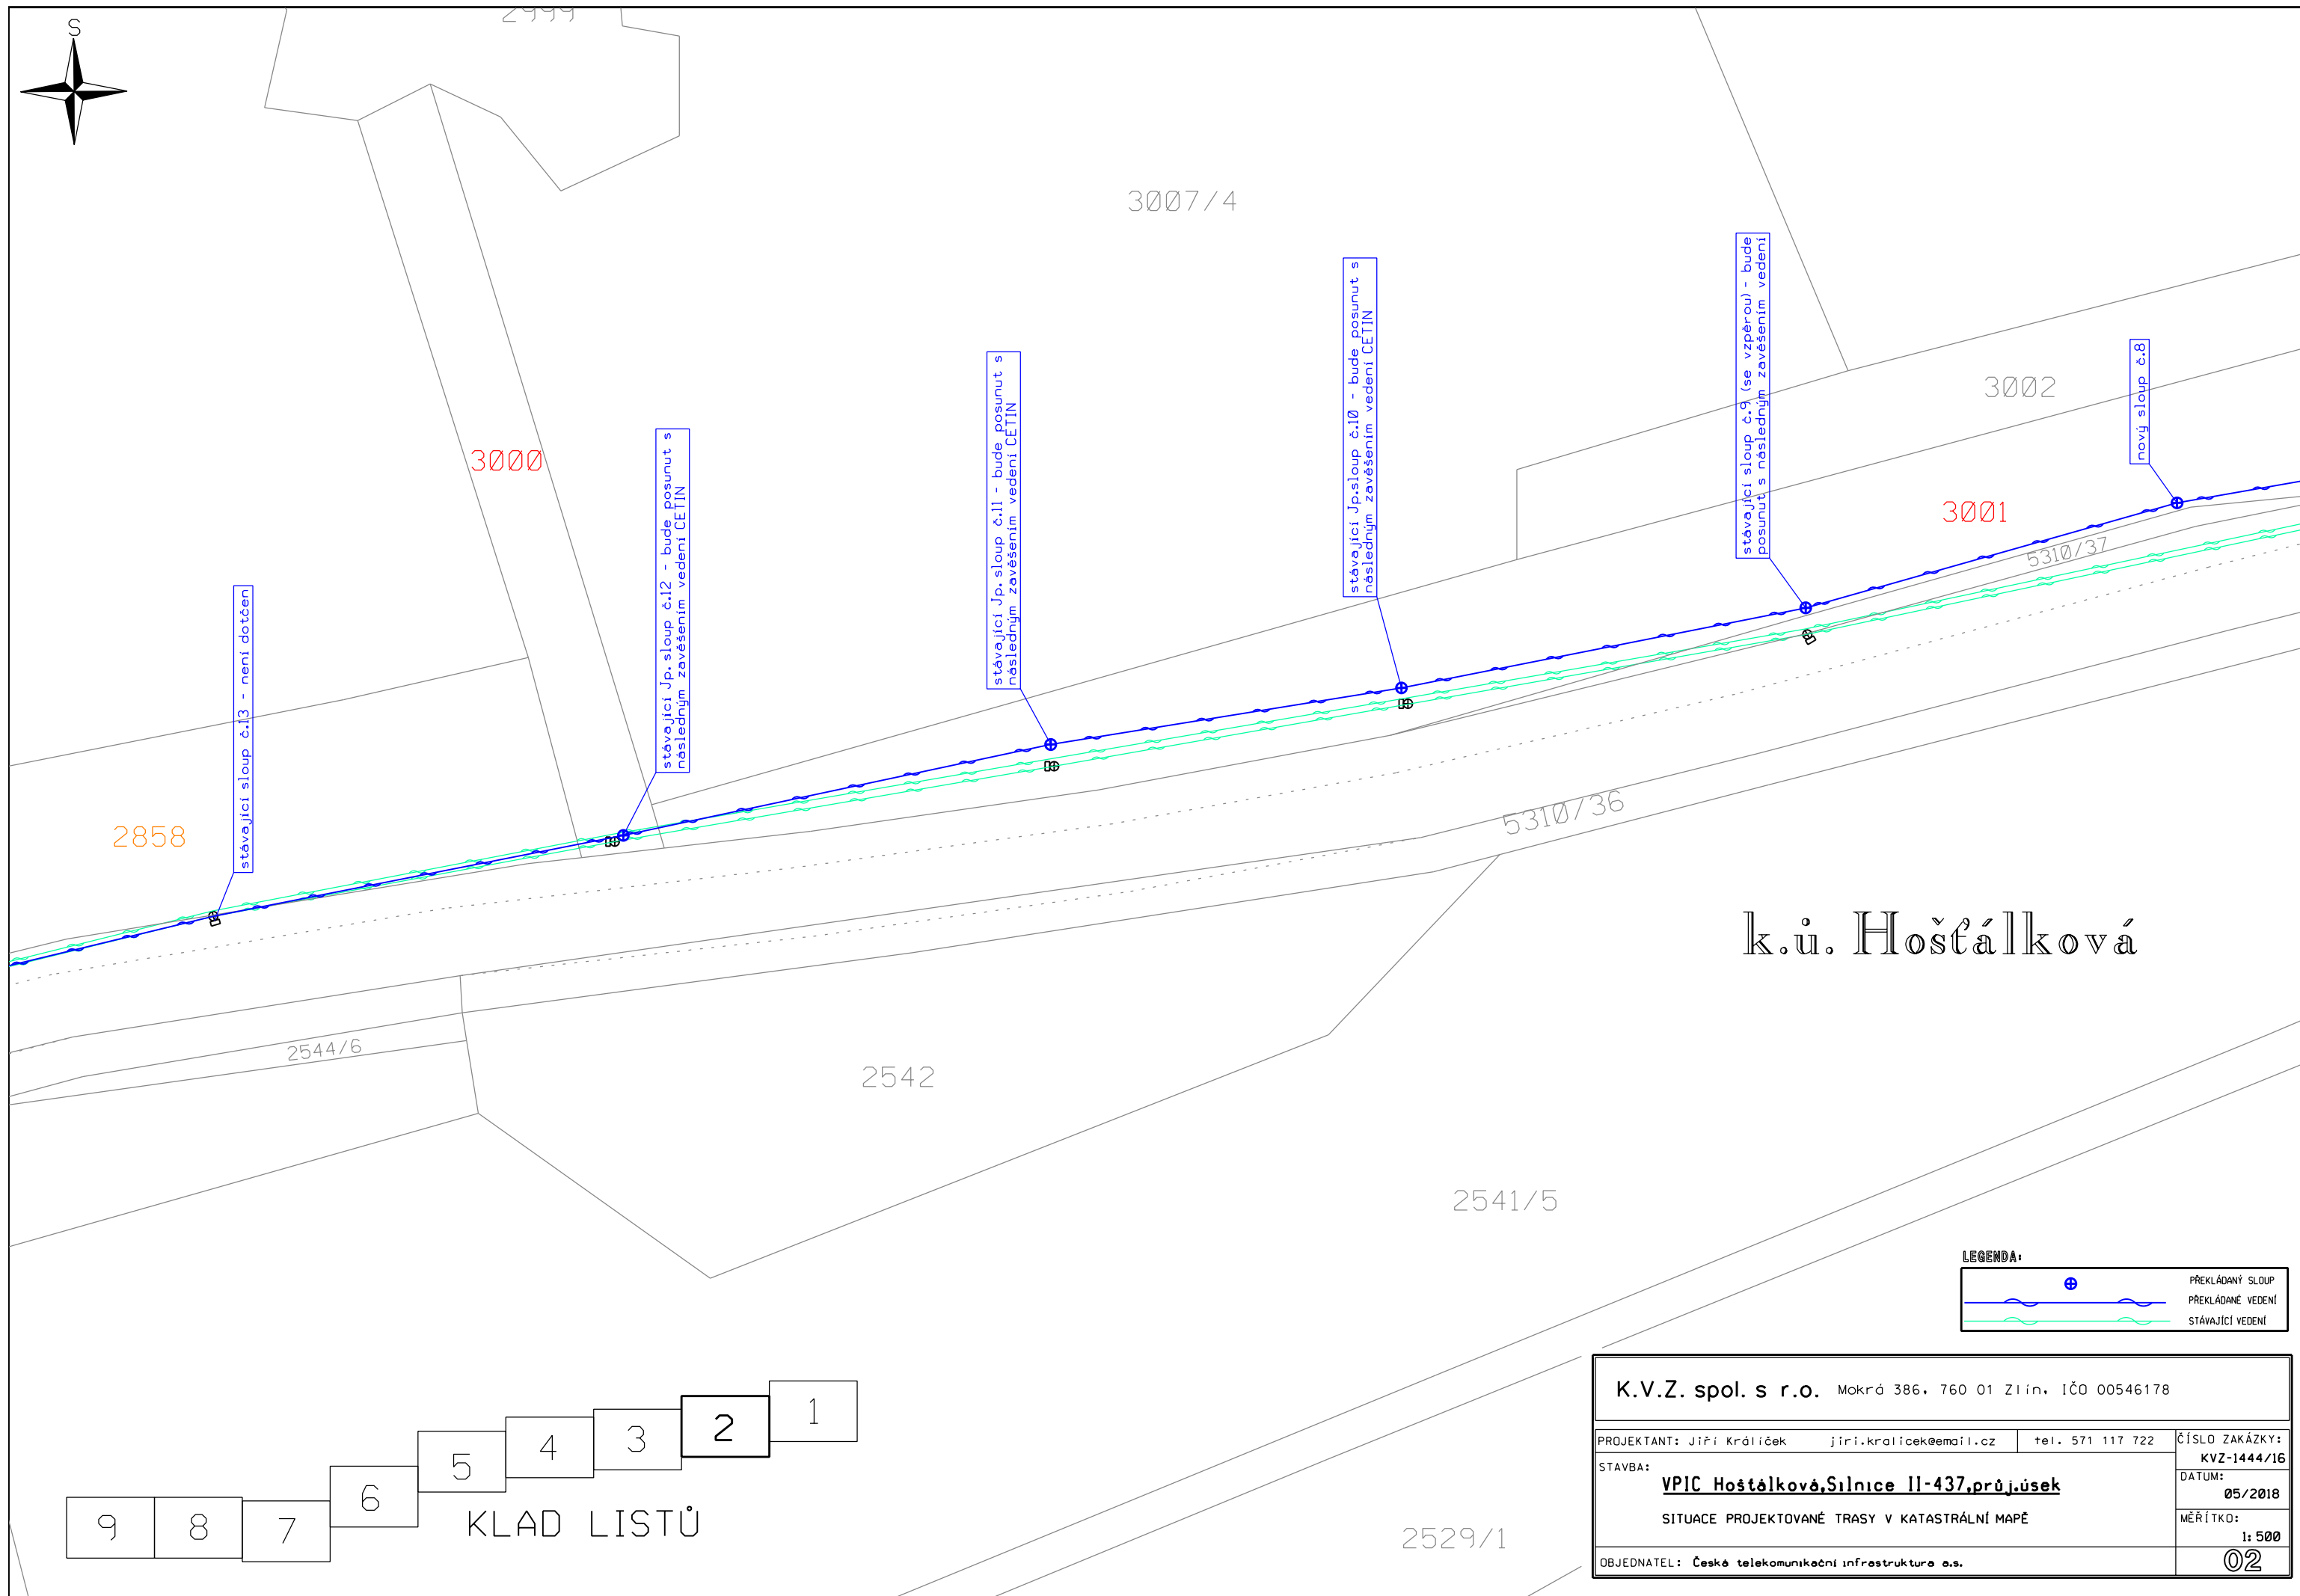 S
2999
3007/4
3000
3002
3001
5310/37
2858
5310/36
stávající sloup č.13 - není dotčen
stávající Jp. sloup č.12 - bude posunut s
následným zavěšením vedení CETIN
stávající Jp. sloup č.11 - bude posunut s
následným zavěšením vedení CETIN
stávající Jp.sloup č.10 - bude posunut s
následným zavěšením vedení CETIN
stávající sloup č.9 (se vzpěrou) - bude
posunut s následným zavěšením vedení
nový sloup č.8
k.ú. Hošťálková
2544/6
2542
2541/5
2529/1
LEGENDA:
PŘEKLÁDANÝ SLOUP
PŘEKLÁDANÉ VEDENÍ
STÁVAJÍCÍ VEDENÍ
9 8 7 6 5 4 3 2 1
KLAD LISTŮ
K.V.Z. spol. s r.o. Mokrá 386, 760 01 Zlín, IČO 00546178
PROJEKTANT: Jiří Králíček jiri.kralicek@email.cz tel. 571 117 722
ČÍSLO ZAKÁZKY:
KVZ-1444/16
STAVBA:
VPIC Hošťálková,Silnice II-437,průj.úsek
DATUM:
05/2018
SITUACE PROJEKTOVANÉ TRASY V KATASTRÁLNÍ MAPĚ
MĚŘÍTKO:
1:500
OBJEDNATEL: Česká telekomunikační infrastruktura a.s.
02